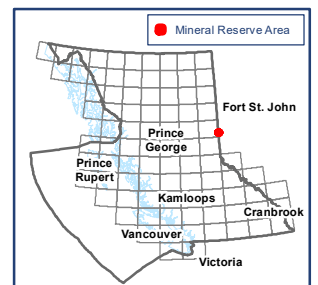 Mineral Reserve Area
Fort St. John
Prince
George
Prince
Rupert
Kamloops
Cranbrook
Vancouver
Victoria